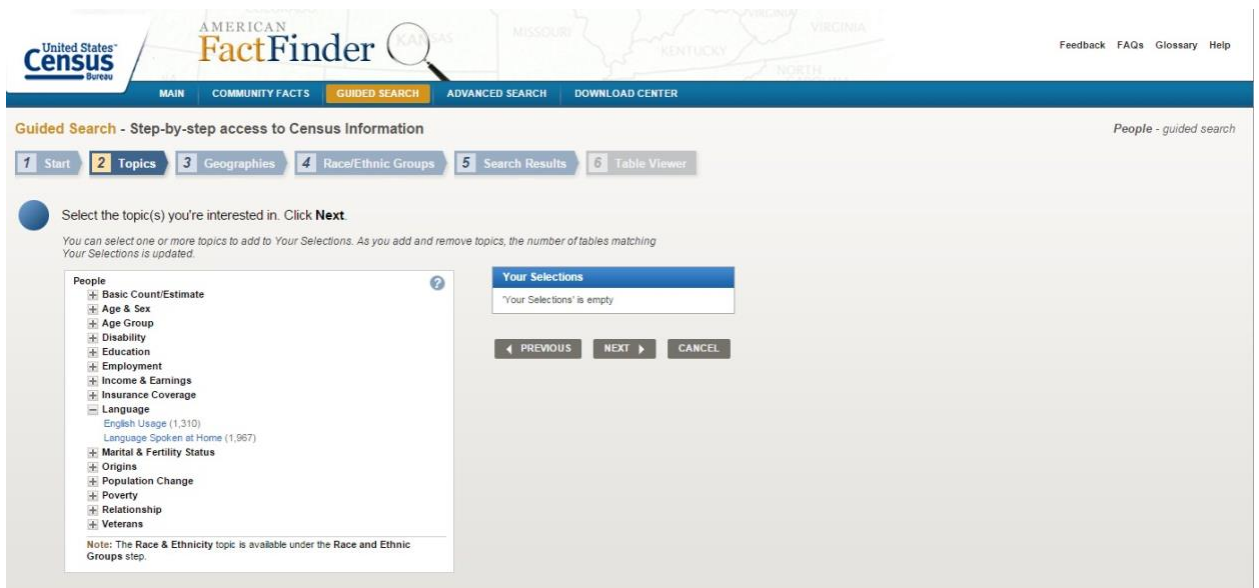 United States™
Census
Bureau
AMERICAN
FactFinder
KANSAS
MISSOURI
KENTUCKY
VIRGINIA
NORTH
Feedback FAQs Glossary Help
MAIN COMMUNITY FACTS GUIDED SEARCH ADVANCED SEARCH DOWNLOAD CENTER
Guided Search - Step-by-step access to Census Information
People - guided search
1 Start 2 Topics 3 Geographies 4 Race/Ethnic Groups 5 Search Results 6 Table Viewer
Select the topic(s) you're interested in. Click Next.
You can select one or more topics to add to Your Selections. As you add and remove topics, the number of tables matching
Your Selections is updated.
People
Basic Count/Estimate
Age & Sex
Age Group
Disability
Education
Employment
Income & Earnings
Insurance Coverage
Language
English Usage (1,310)
Language Spoken at Home (1,967)
Marital & Fertility Status
Origins
Population Change
Poverty
Relationship
Veterans
Note: The Race & Ethnicity topic is available under the Race and Ethnic
Groups step.
Your Selections
'Your Selections' is empty
PREVIOUS NEXT CANCEL